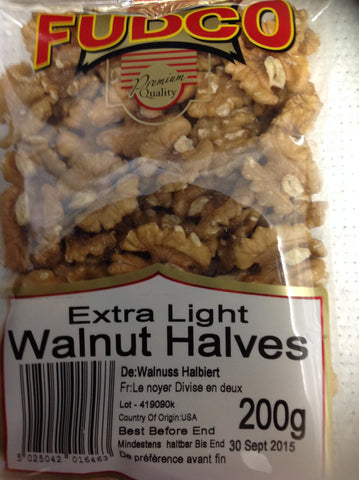 FUDCO
Premium
Quality
Extra Light
Walnut Halves
De:Walnuss Halbiert
Fr:Le noyer Divise en deux
Lot - 419090k
Country Of Origin:USA
200g
Best Before End
Mindestens haltbar Bis End 30 Sept 2015
De préférence avant fin
5 025042 016463